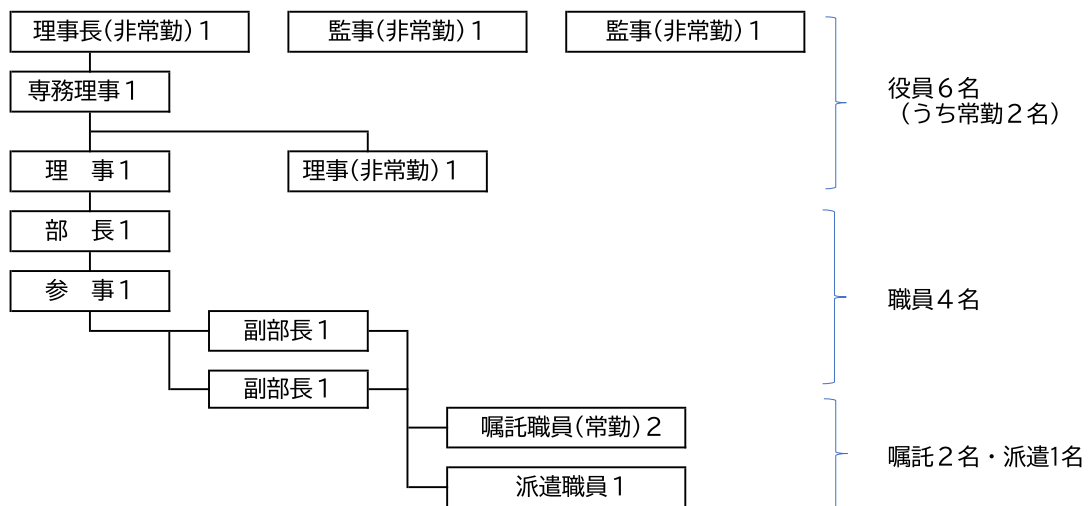 理事長(非常勤)１
監事(非常勤)１
監事(非常勤)１
専務理事１
役員６名
（うち常勤２名）
理　事１
理事(非常勤)１
部　長１
参　事１
職員４名
副部長１
副部長１
嘱託職員(常勤)２
嘱託２名・派遣1名
派遣職員１